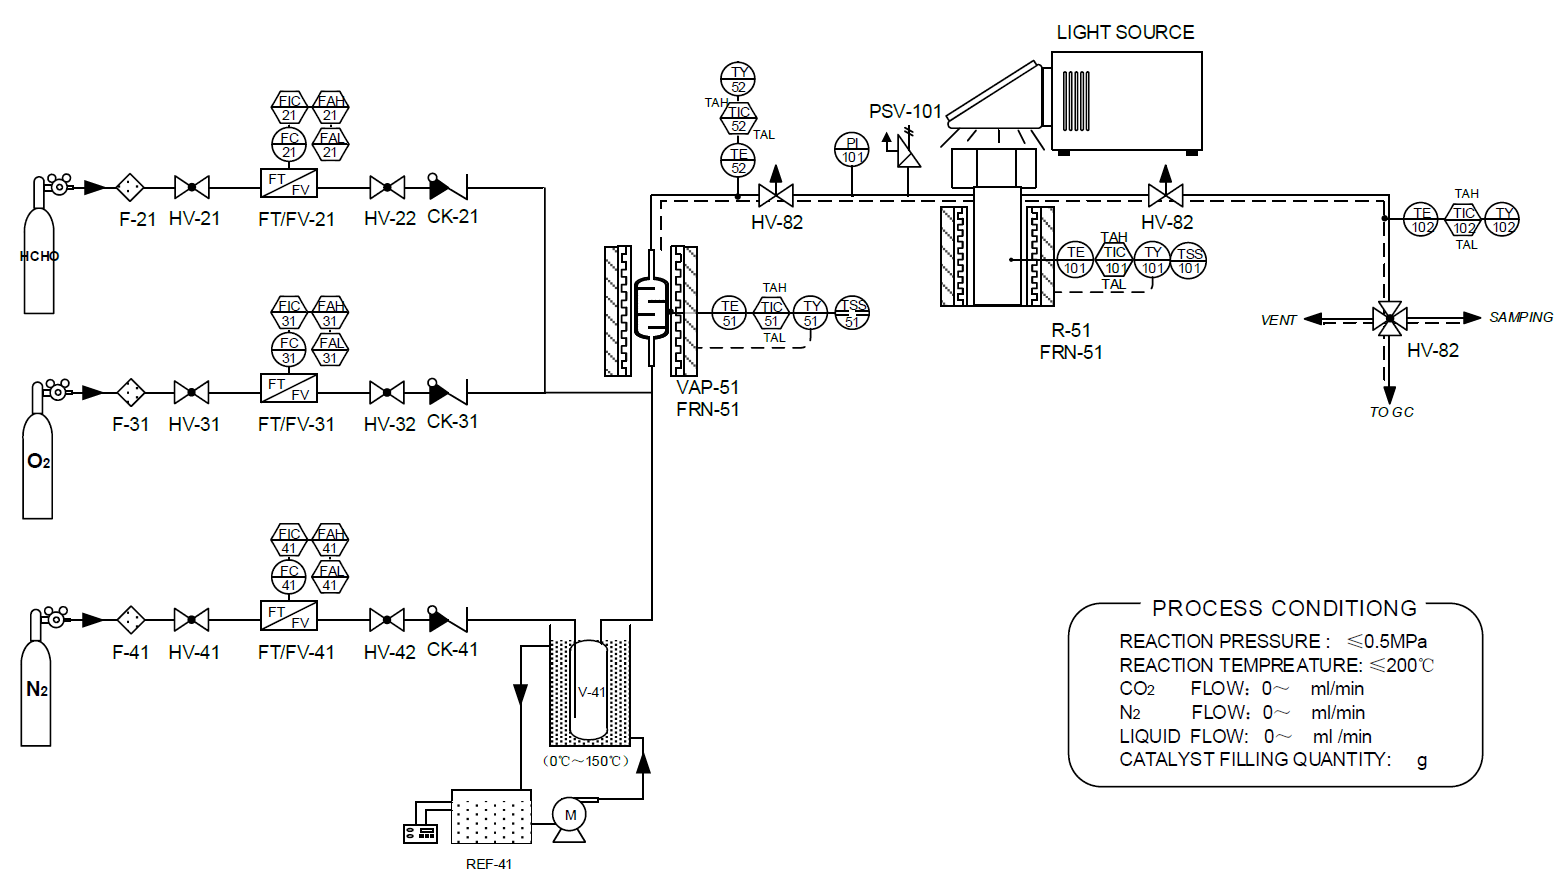 LIGHT SOURCE
TY
52
TAH
TIC
52
TAL
TE
52
PI
101
PSV-101
HV-82
HV-82
FIC
21
FAH
21
FC
21
FAL
21
FT
FV
HCHO
F-21
HV-21
FT/FV-21
HV-22
CK-21
TAH
TE
102
TIC
102
TY
102
TAL
TAH
TE
101
TIC
101
TY
101
TSS
101
TAL
TAH
TE
51
TIC
51
TY
51
TSS
51
TAL
R-51
FRN-51
VAP-51
FRN-51
VENT
SAMPING
HV-82
TO GC
FIC
31
FAH
31
FC
31
FAL
31
FT
FV
O2
F-31
HV-31
FT/FV-31
HV-32
CK-31
FIC
41
FAH
41
FC
41
FAL
41
FT
FV
N2
F-41
HV-41
FT/FV-41
HV-42
CK-41
V-41
(0℃~150℃)
M
REF-41
PROCESS CONDITIONG
REACTION PRESSURE : ≤0.5MPa
REACTION TEMPREATURE: ≤200℃
CO2 FLOW: 0~ ml/min
N2 FLOW: 0~ ml/min
LIQUID FLOW: 0~ ml /min
CATALYST FILLING QUANTITY: g